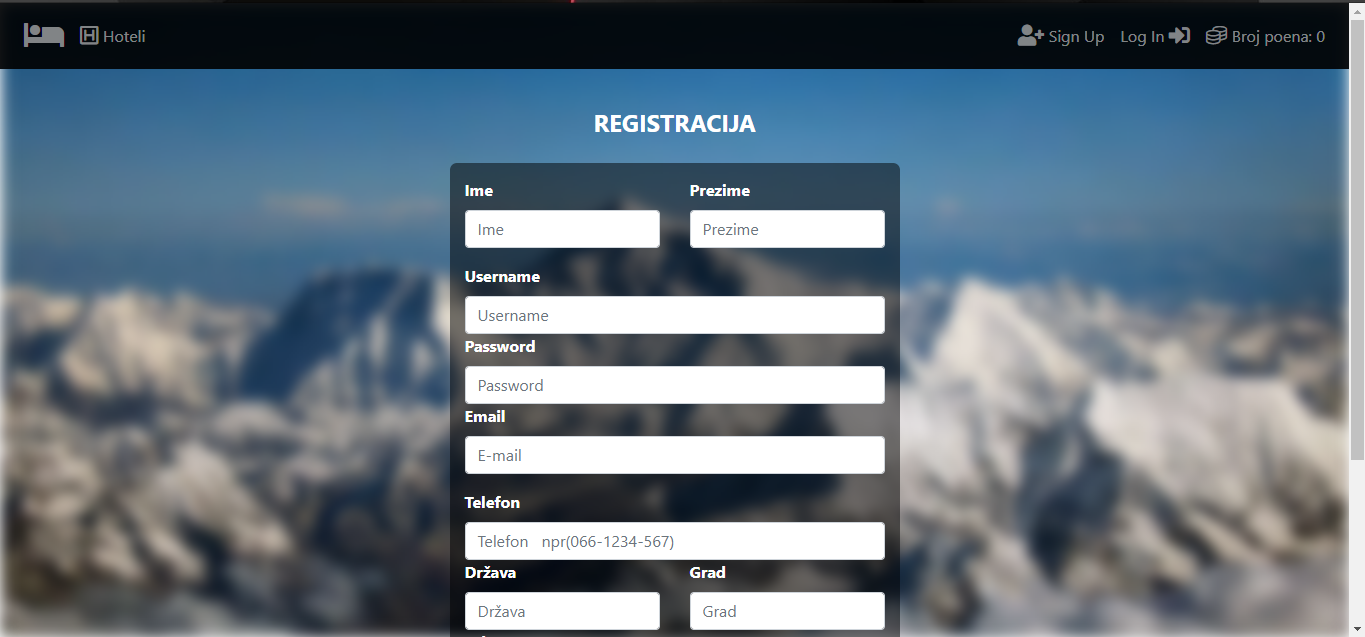 Hoteli Sign Up Log In Broj poena: 0
REGISTRACIJA
Ime Prezime
Ime Prezime
Username
Username
Password
Password
Email
E-mail
Telefon
Telefon npr(066-1234-567)
Država Grad
Država Grad